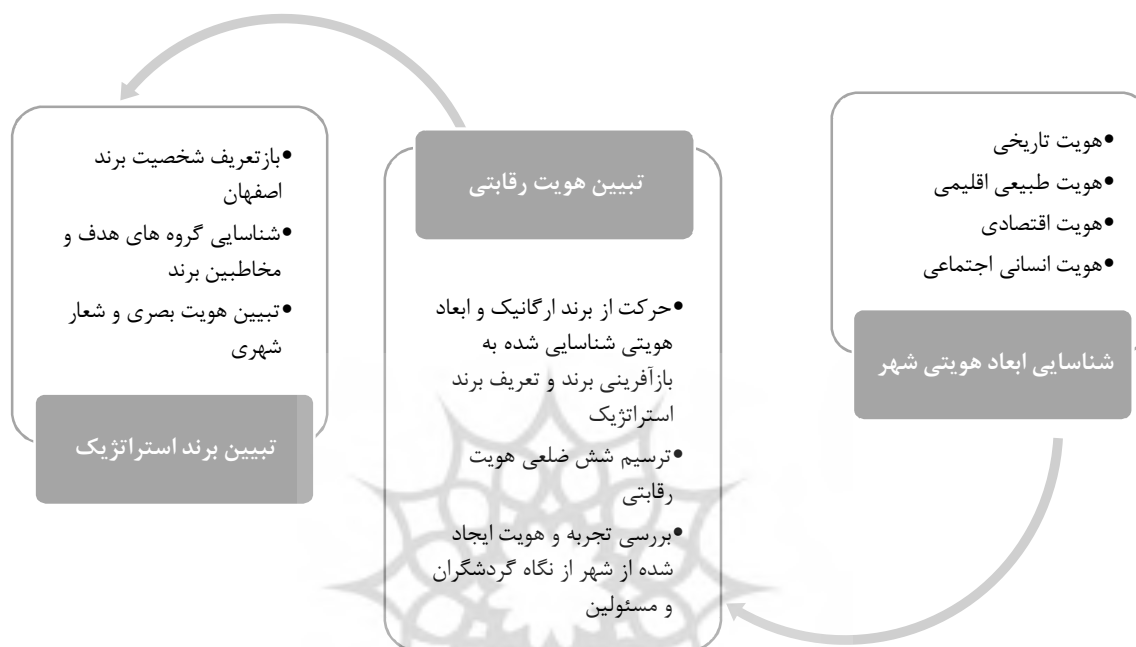 •هویت تاریخی
•هویت طبیعی اقلیمی
•هویت اقتصادی
•هویت انسانی اجتماعی
شناسایی ابعاد هویتی شهر
تبیین هویت رقابتی
•حرکت از برند ارگانیک و ابعاد
هویتی شناسایی شده به
بازآفرینی برند و تعریف برند
استراتژیک
•ترسیم شش ضلعی هویت
رقابتی
•بررسی تجربه و هویت ایجاد
شده از شهر از نگاه گردشگران
و مسئولین
•بازتعریف شخصیت برند
اصفهان
•شناسایی گروه های هدف و
مخاطبین برند
•تبیین هویت بصری و شعار
شهری
تبیین برند استراتژیک